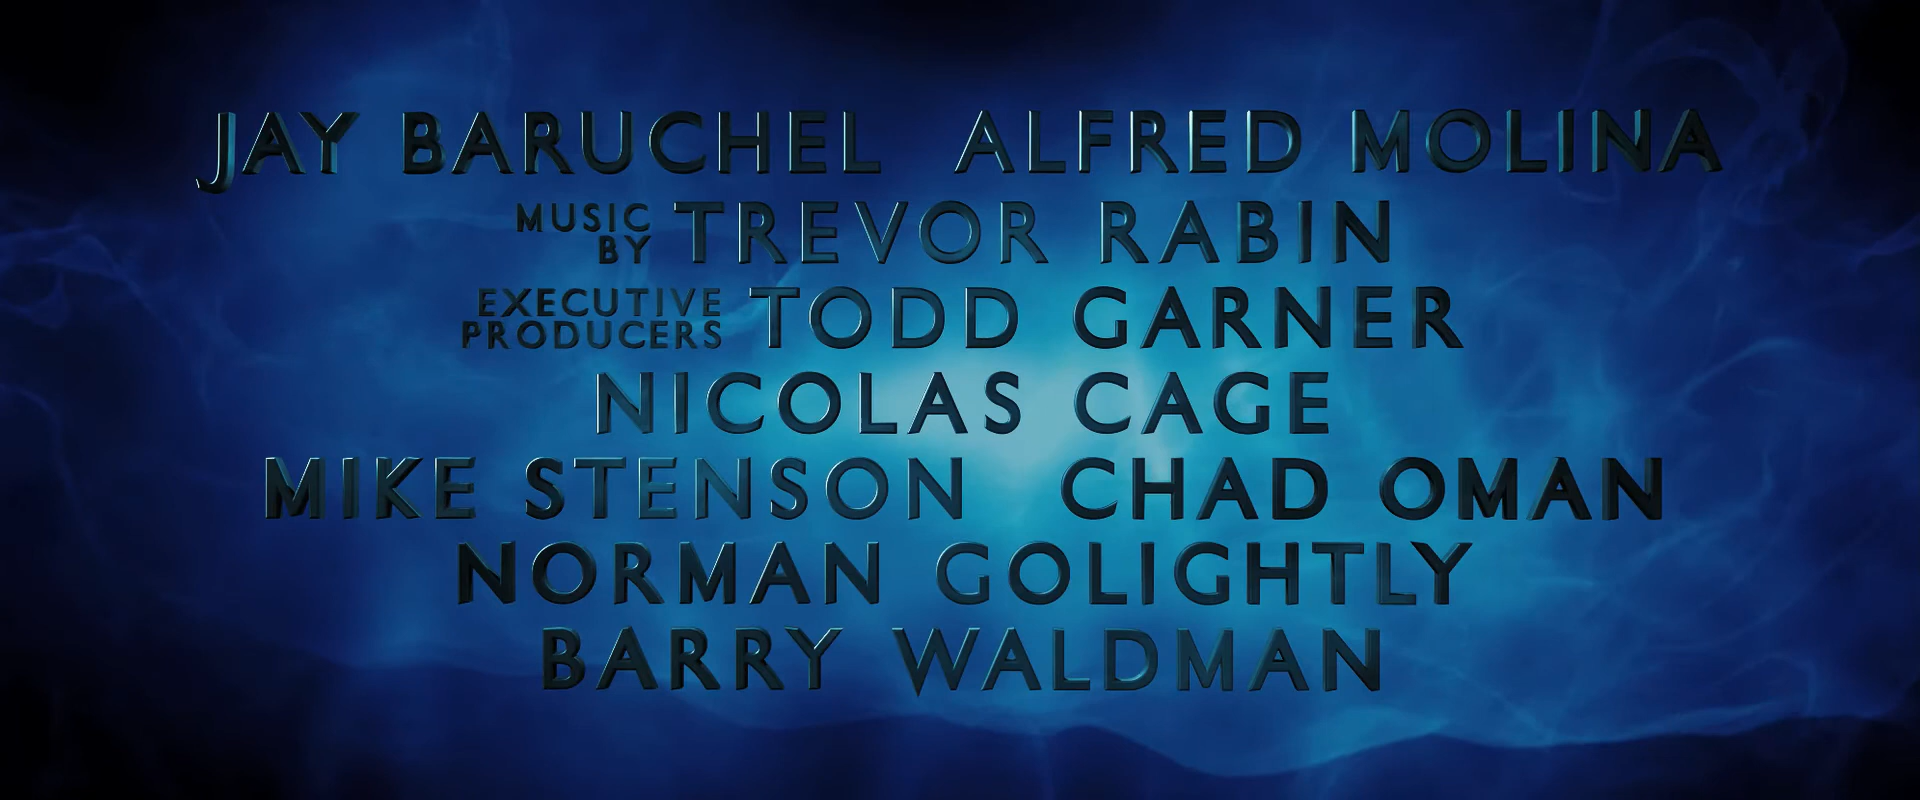 JAY BARUCHEL ALFRED MOLINA
MUSIC BY TREVOR RABIN
EXECUTIVE PRODUCERS TODD GARNER
NICOLAS CAGE
MIKE STENSON CHAD OMAN
NORMAN GOLIGHTLY
BARRY WALDMAN